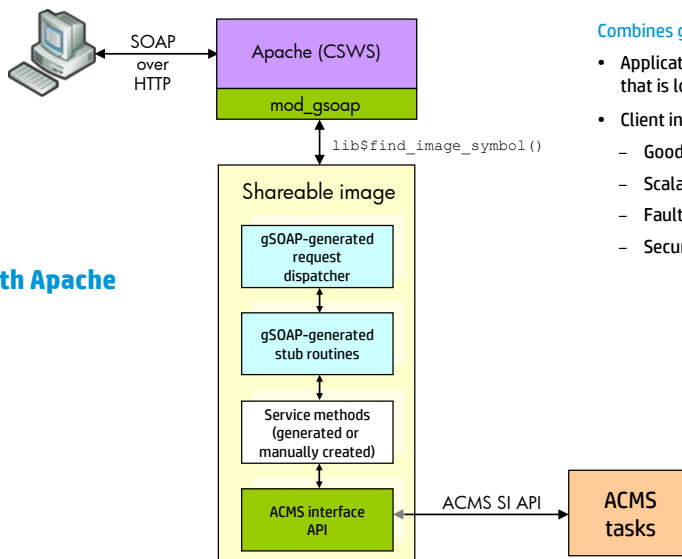 SOAP
over
HTTP
Apache (CSWS)
mod_gsoap
lib$find_image_symbol()
Shareable image
gSOAP-generated
request
dispatcher
gSOAP-generated
stub routines
Service methods
(generated or
manually created)
ACMS interface
API
ACMS SI API
ACMS
tasks
th Apache
Combines g
• Applicat
that is lo
• Client in
– Good
– Scala
– Fault
– Secur